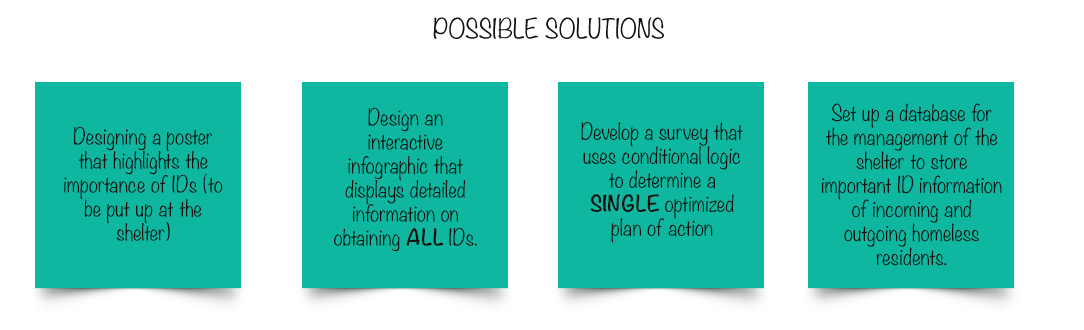 POSSIBLE SOLUTIONS
Designing a poster
that highlights the
importance of IDs (to
be put up at the
shelter)
Design an
interactive
infographic that
displays detailed
information on
obtaining ALL IDs.
Develop a survey that
uses conditional logic
to determine a
SINGLE optimized
plan of action
Set up a database for
the management of the
shelter to store
important ID information
of incoming and
outgoing homeless
residents.